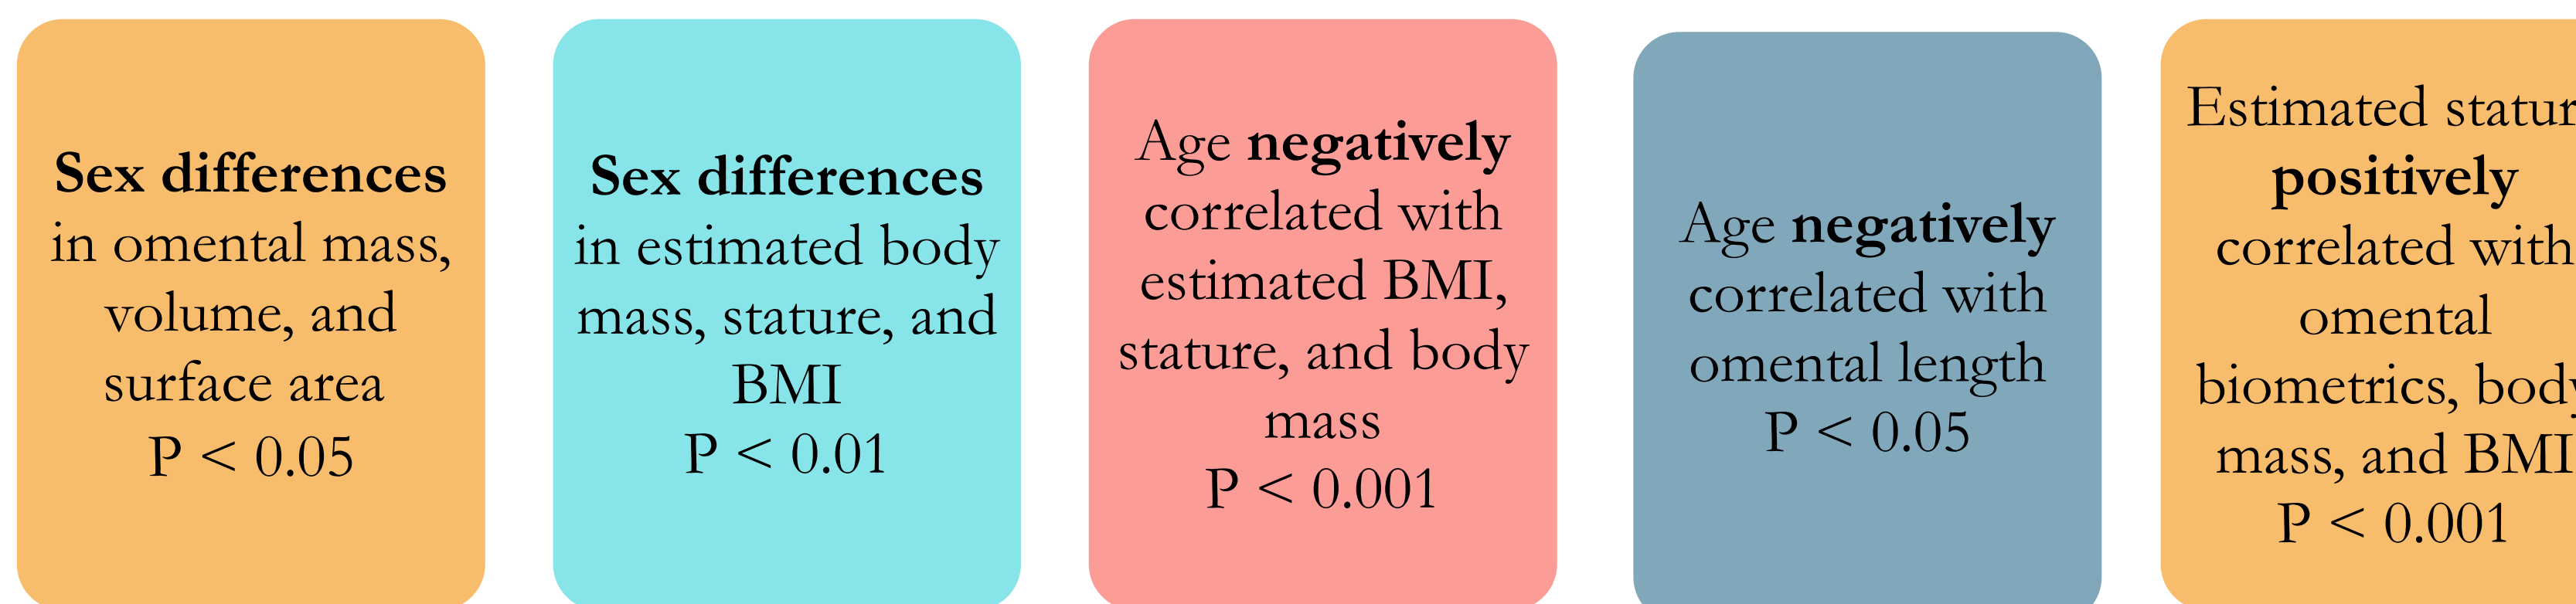 Sex differences
in omental mass,
volume, and
surface area
P < 0.05
Sex differences
in estimated body
mass, stature, and
BMI
P < 0.01
Age negatively
correlated with
estimated BMI,
stature, and body
mass
P < 0.001
Age negatively
correlated with
omental length
P < 0.05
Estimated statur
positively
correlated with
omental
biometrics, body
mass, and BMI
P < 0.001